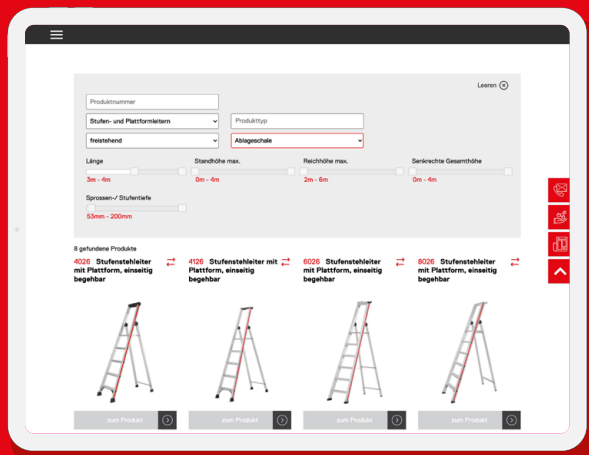 Leeren
Produktnummer
Stufen- und Plattformleitern
Produkttyp
freistehend
Ablageschale
Länge
Standhöhe max.
Reichhöhe max.
Senkrechte Gesamthöhe
3m - 4m
0m - 4m
2m - 6m
0m - 4m
Sprossen-/ Stufentiefe
53mm - 200mm
8 gefundene Produkte
4026 Stufenstehleiter
mit Plattform, einseitig
begehbar
4126 Stufenstehleiter mit
Plattform, einseitig
begehbar
6026 Stufenstehleiter
mit Plattform, einseitig
begehbar
8026 Stufenstehleiter
mit Plattform, einseitig
begehbar
zum Produkt
zum Produkt
zum Produkt
zum Produkt